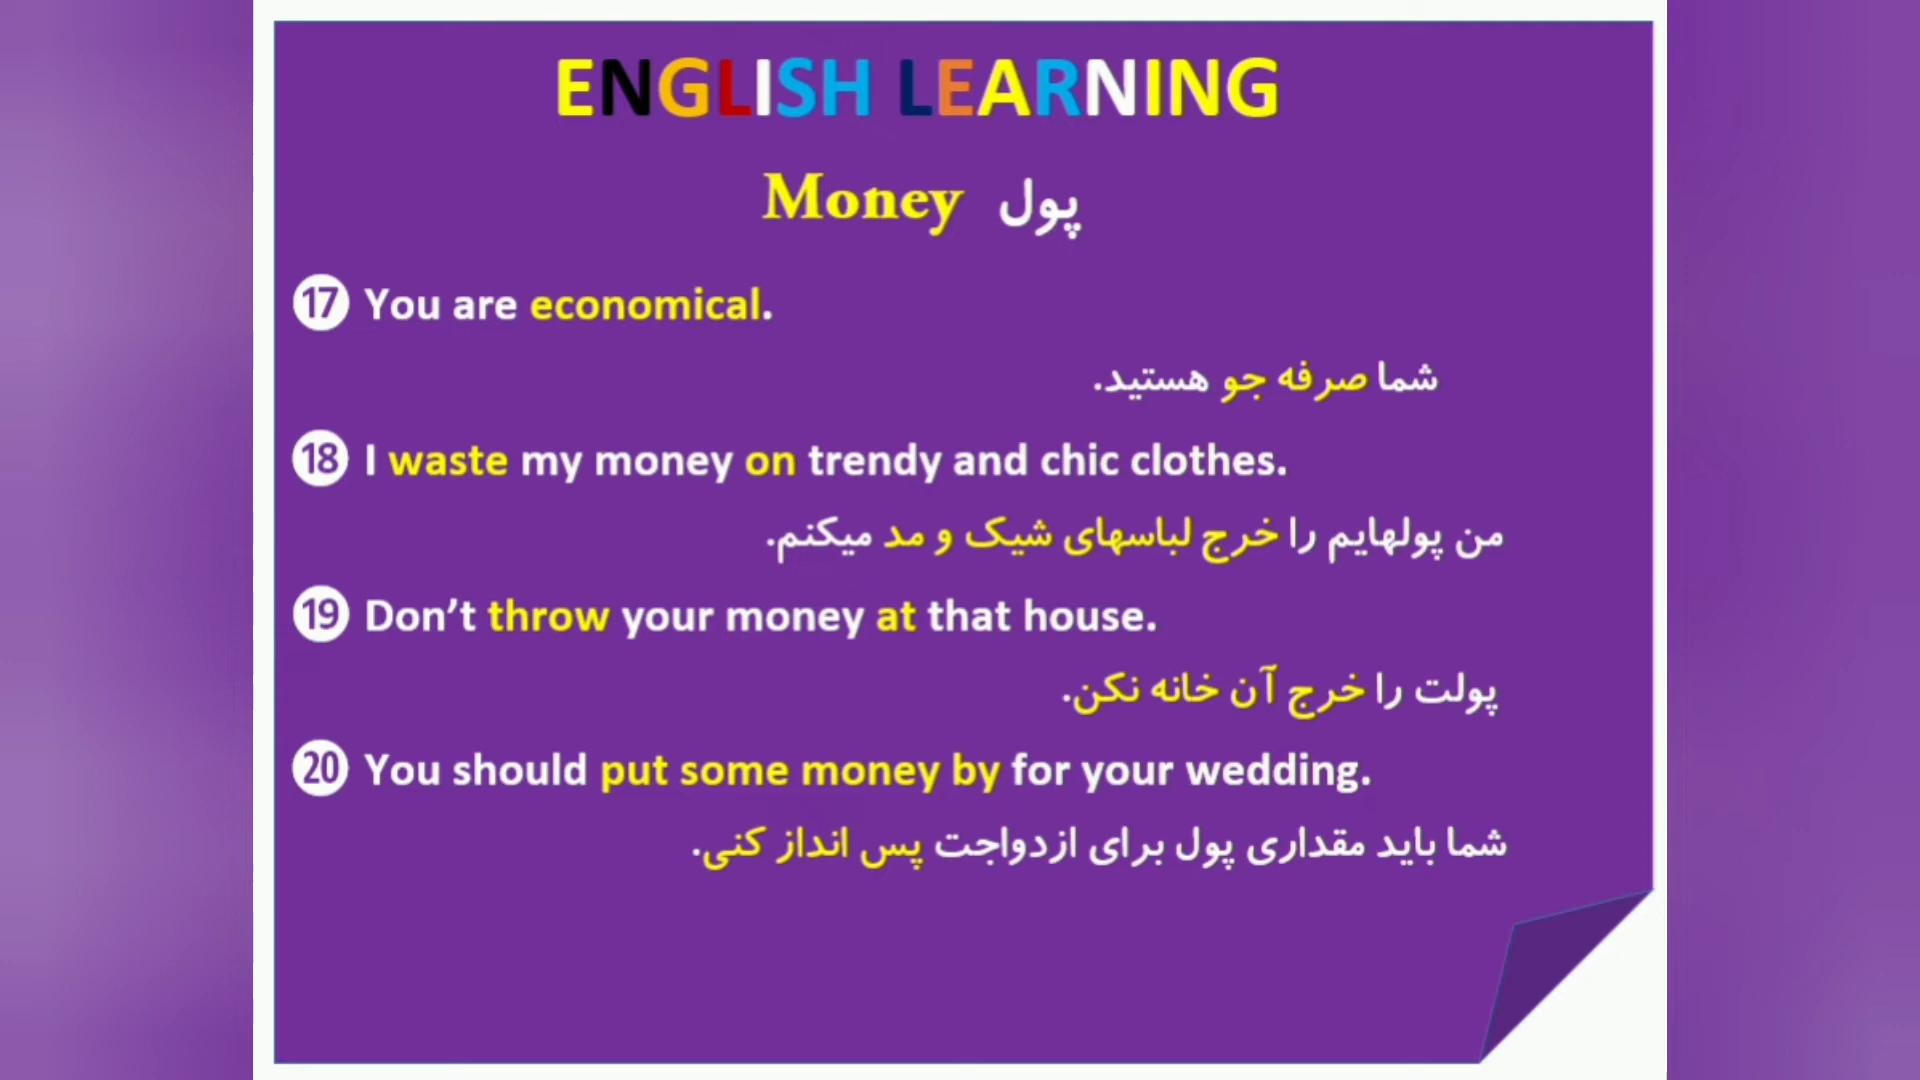 ENGLISH LEARNING
Money پول
17 You are economical.
شما صرفه جو هستید.
18 I waste my money on trendy and chic clothes.
من پولهایم را خرج لباسهای شیک و مد میکنم.
19 Don’t throw your money at that house.
پولت را خرج آن خانه نکن.
20 You should put some money by for your wedding.
شما باید مقداری پول برای ازدواجت پس انداز کنی.